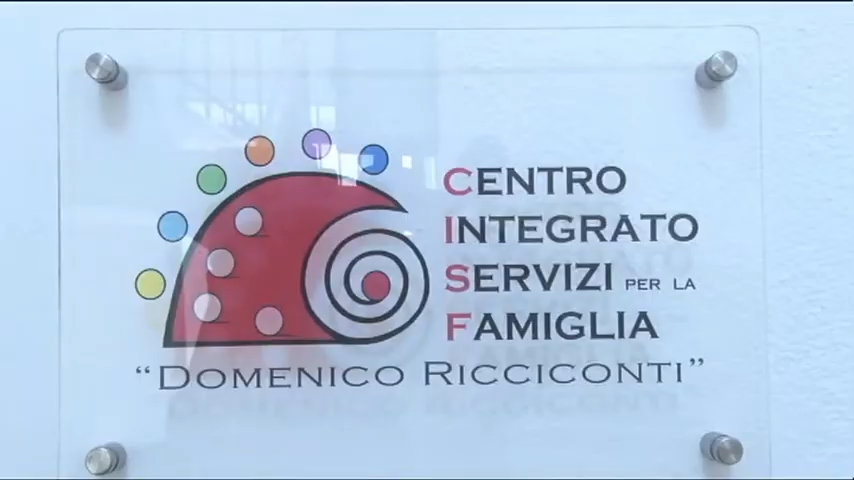 CENTRO
INTEGRATO
SERVIZI PER LA
FAMIGLIA
“DOMENICO RICCICONTI”